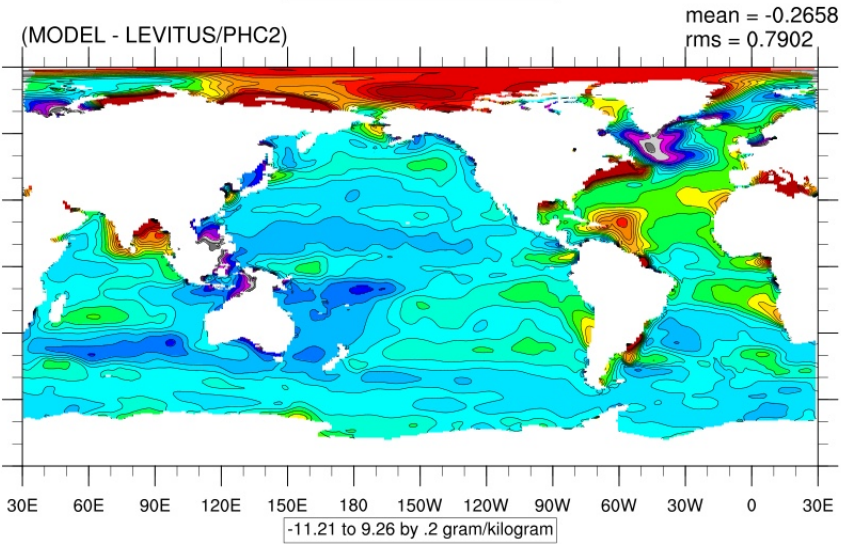 mean = -0.2658
(MODEL - LEVITUS/PHC2)
rms = 0.7902
30E 60E 90E 120E 150E 180 150W 120W 90W 60W 30W 0 30E
-11.21 to 9.26 by .2 gram/kilogram